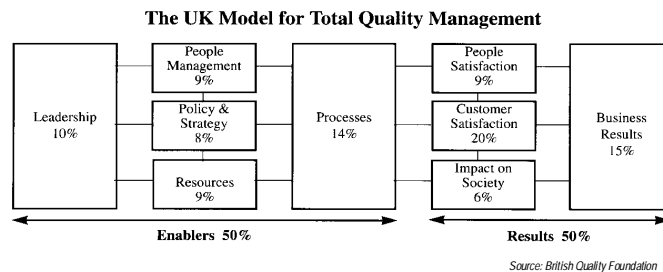 The UK Model for Total Quality Management
Leadership
10%
People
Management
9%
Policy &
Strategy
8%
Resources
9%
Processes
14%
People
Satisfaction
9%
Customer
Satisfaction
20%
Impact on
Society
6%
Business
Results
15%
Enablers 50%
Results 50%
Source: British Quality Foundation